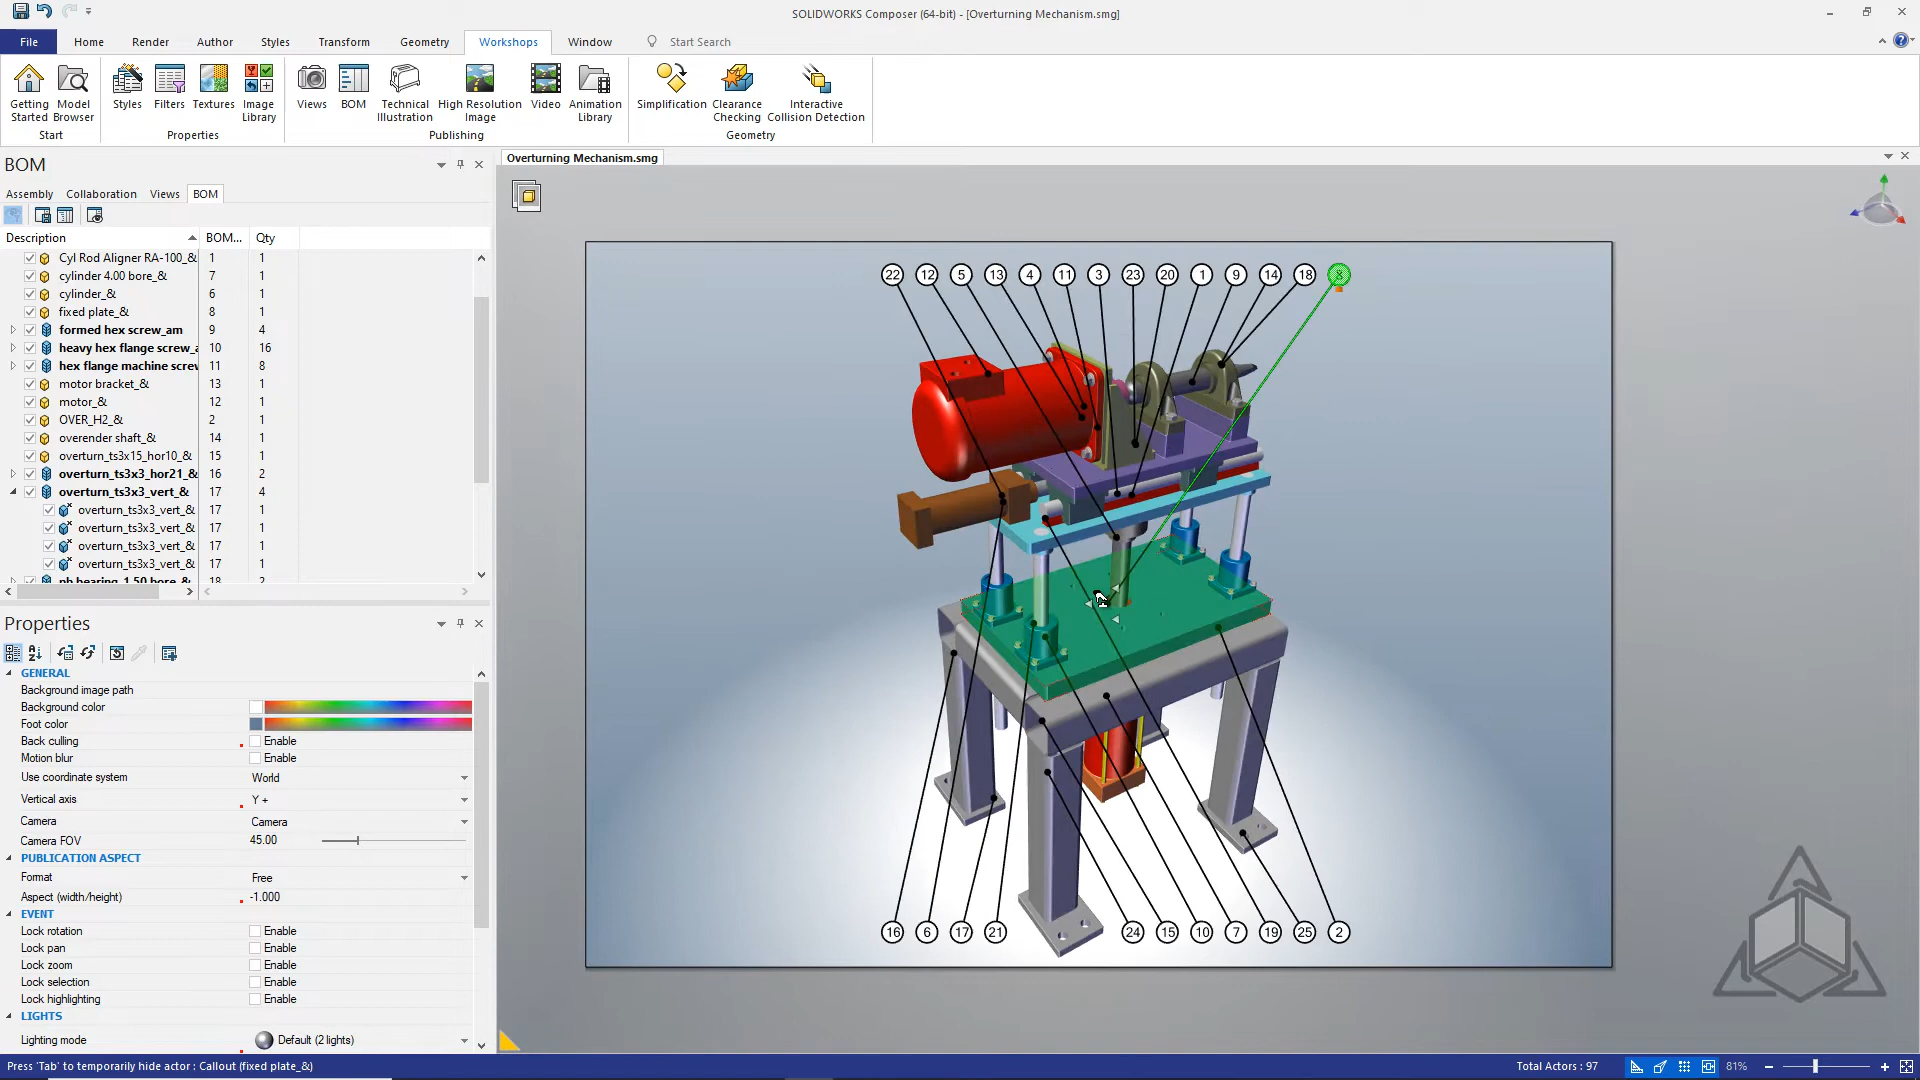 SOLIDWORKS Composer (64-bit) - [Overturning Mechanism.smg]
File Home Render Author Styles Transform Geometry Workshops Window Start Search
Getting Started Model Browser Styles Filters Textures Image Library Views BOM Technical Illustration High Resolution Image Video Animation Library Simplification Clearance Checking Interactive Collision Detection
Start Properties Publishing Geometry
BOM
Overturning Mechanism.smg
Assembly Collaboration Views BOM
Description BOM... Qty
Cyl Rod Aligner RA-100_& 1 1
cylinder 4.00 bore_& 7 1
cylinder_& 6 1
fixed plate_& 8 1
formed hex screw_am 9 4
heavy hex flange screw_a 10 16
hex flange machine screw 11 8
motor bracket_& 13 1
motor_& 12 1
OVER_H2_& 2 1
overender shaft_& 14 1
overturn_ts3x15_hor10_& 15 1
overturn_ts3x3_hor21_& 16 2
overturn_ts3x3_vert_& 17 4
overturn_ts3x3_vert_& 17 1
overturn_ts3x3_vert_& 17 1
overturn_ts3x3_vert_& 17 1
overturn_ts3x3_vert_& 17 1
pb bearing_1.50 bore_& 18 2
Properties
GENERAL
Background image path
Background color
Foot color
Back culling Enable
Motion blur Enable
Use coordinate system World
Vertical axis Y +
Camera Camera
Camera FOV 45.00
PUBLICATION ASPECT
Format Free
Aspect (width/height) -1.000
EVENT
Lock rotation Enable
Lock pan Enable
Lock zoom Enable
Lock selection Enable
Lock highlighting Enable
LIGHTS
Lighting mode Default (2 lights)
22 12 5 13 4 11 3 23 20 1 9 14 18 8
16 6 17 21 24 15 10 7 19 25 2
Press 'Tab' to temporarily hide actor : Callout (fixed plate_&) Total Actors : 97 81%